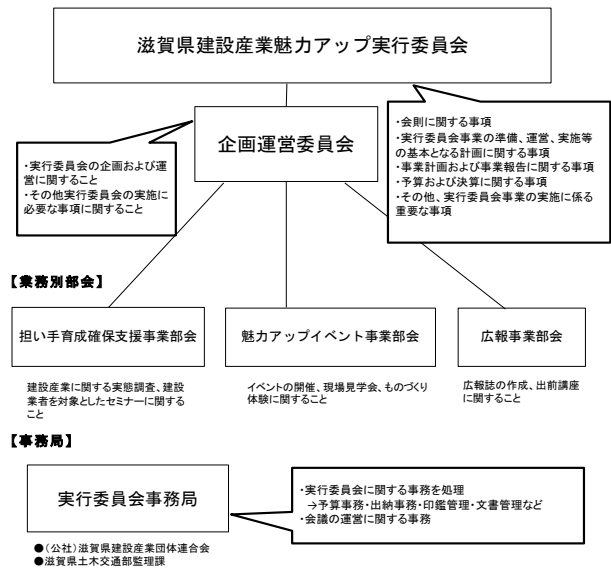 滋賀県建設産業魅力アップ実行委員会
企画運営委員会
・実行委員会の企画および運
営に関すること
・その他実行委員会の実施に
必要な事項に関すること
・会則に関する事項
・実行委員会事業の準備、運営、実施等
の基本となる計画に関する事項
・事業計画および事業報告に関する事項
・予算および決算に関する事項
・その他、実行委員会事業の実施に係る
重要な事項
【業務別部会】
担い手育成確保支援事業部会
魅力アップイベント事業部会
広報事業部会
建設産業に関する実態調査、建設
業者を対象としたセミナーに関する
こと
イベントの開催、現場見学会、ものづくり
体験に関すること
広報誌の作成、出前講座
に関すること
【事務局】
実行委員会事務局
・実行委員会に関する事務を処理
→予算事務・出納事務・印鑑管理・文書管理など
・会議の運営に関する事務
●(公社)滋賀県建設産業団体連合会
●滋賀県土木交通部監理課